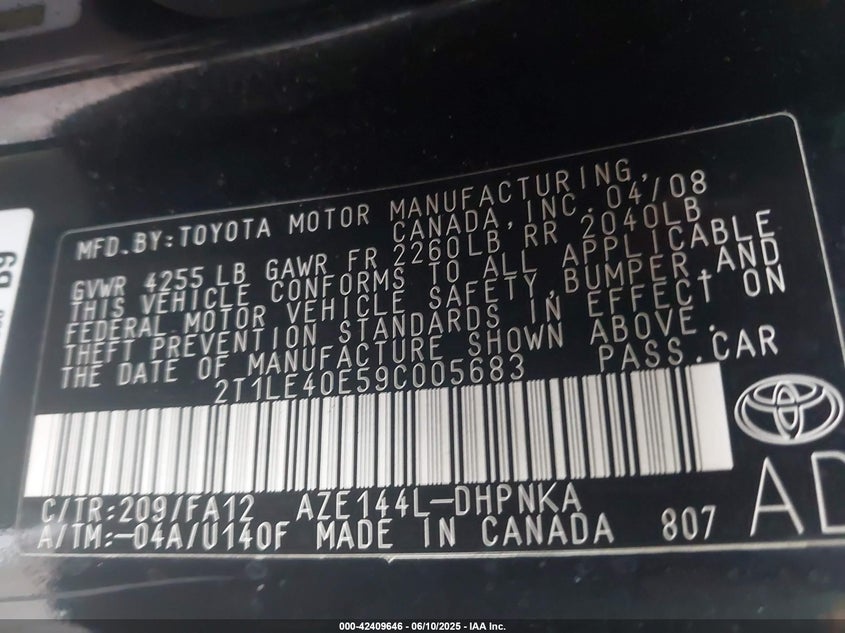 MFD.BY:TOYOTA MOTOR MANUFACTURING,
CANADA, INC. 04/08
GVWR 4255 LB GAWR FR 2260LB, RR 2040LB
THIS VEHICLE CONFORMS TO ALL APPLICABLE
FEDERAL MOTOR VEHICLE SAFETY,BUMPER,AND
THEFT PREVENTION STANDARDS IN EFFECT ON
THE DATE OF MANUFACTURE SHOWN ABOVE.
2T1LE40E59C005683 PASS.CAR
C/TR:209/FA12 AZE144L-DHPNKA
A/TM:-04A/U140F MADE IN CANADA 807
AD
000-42409646 - 06/10/2025 - IAA Inc.